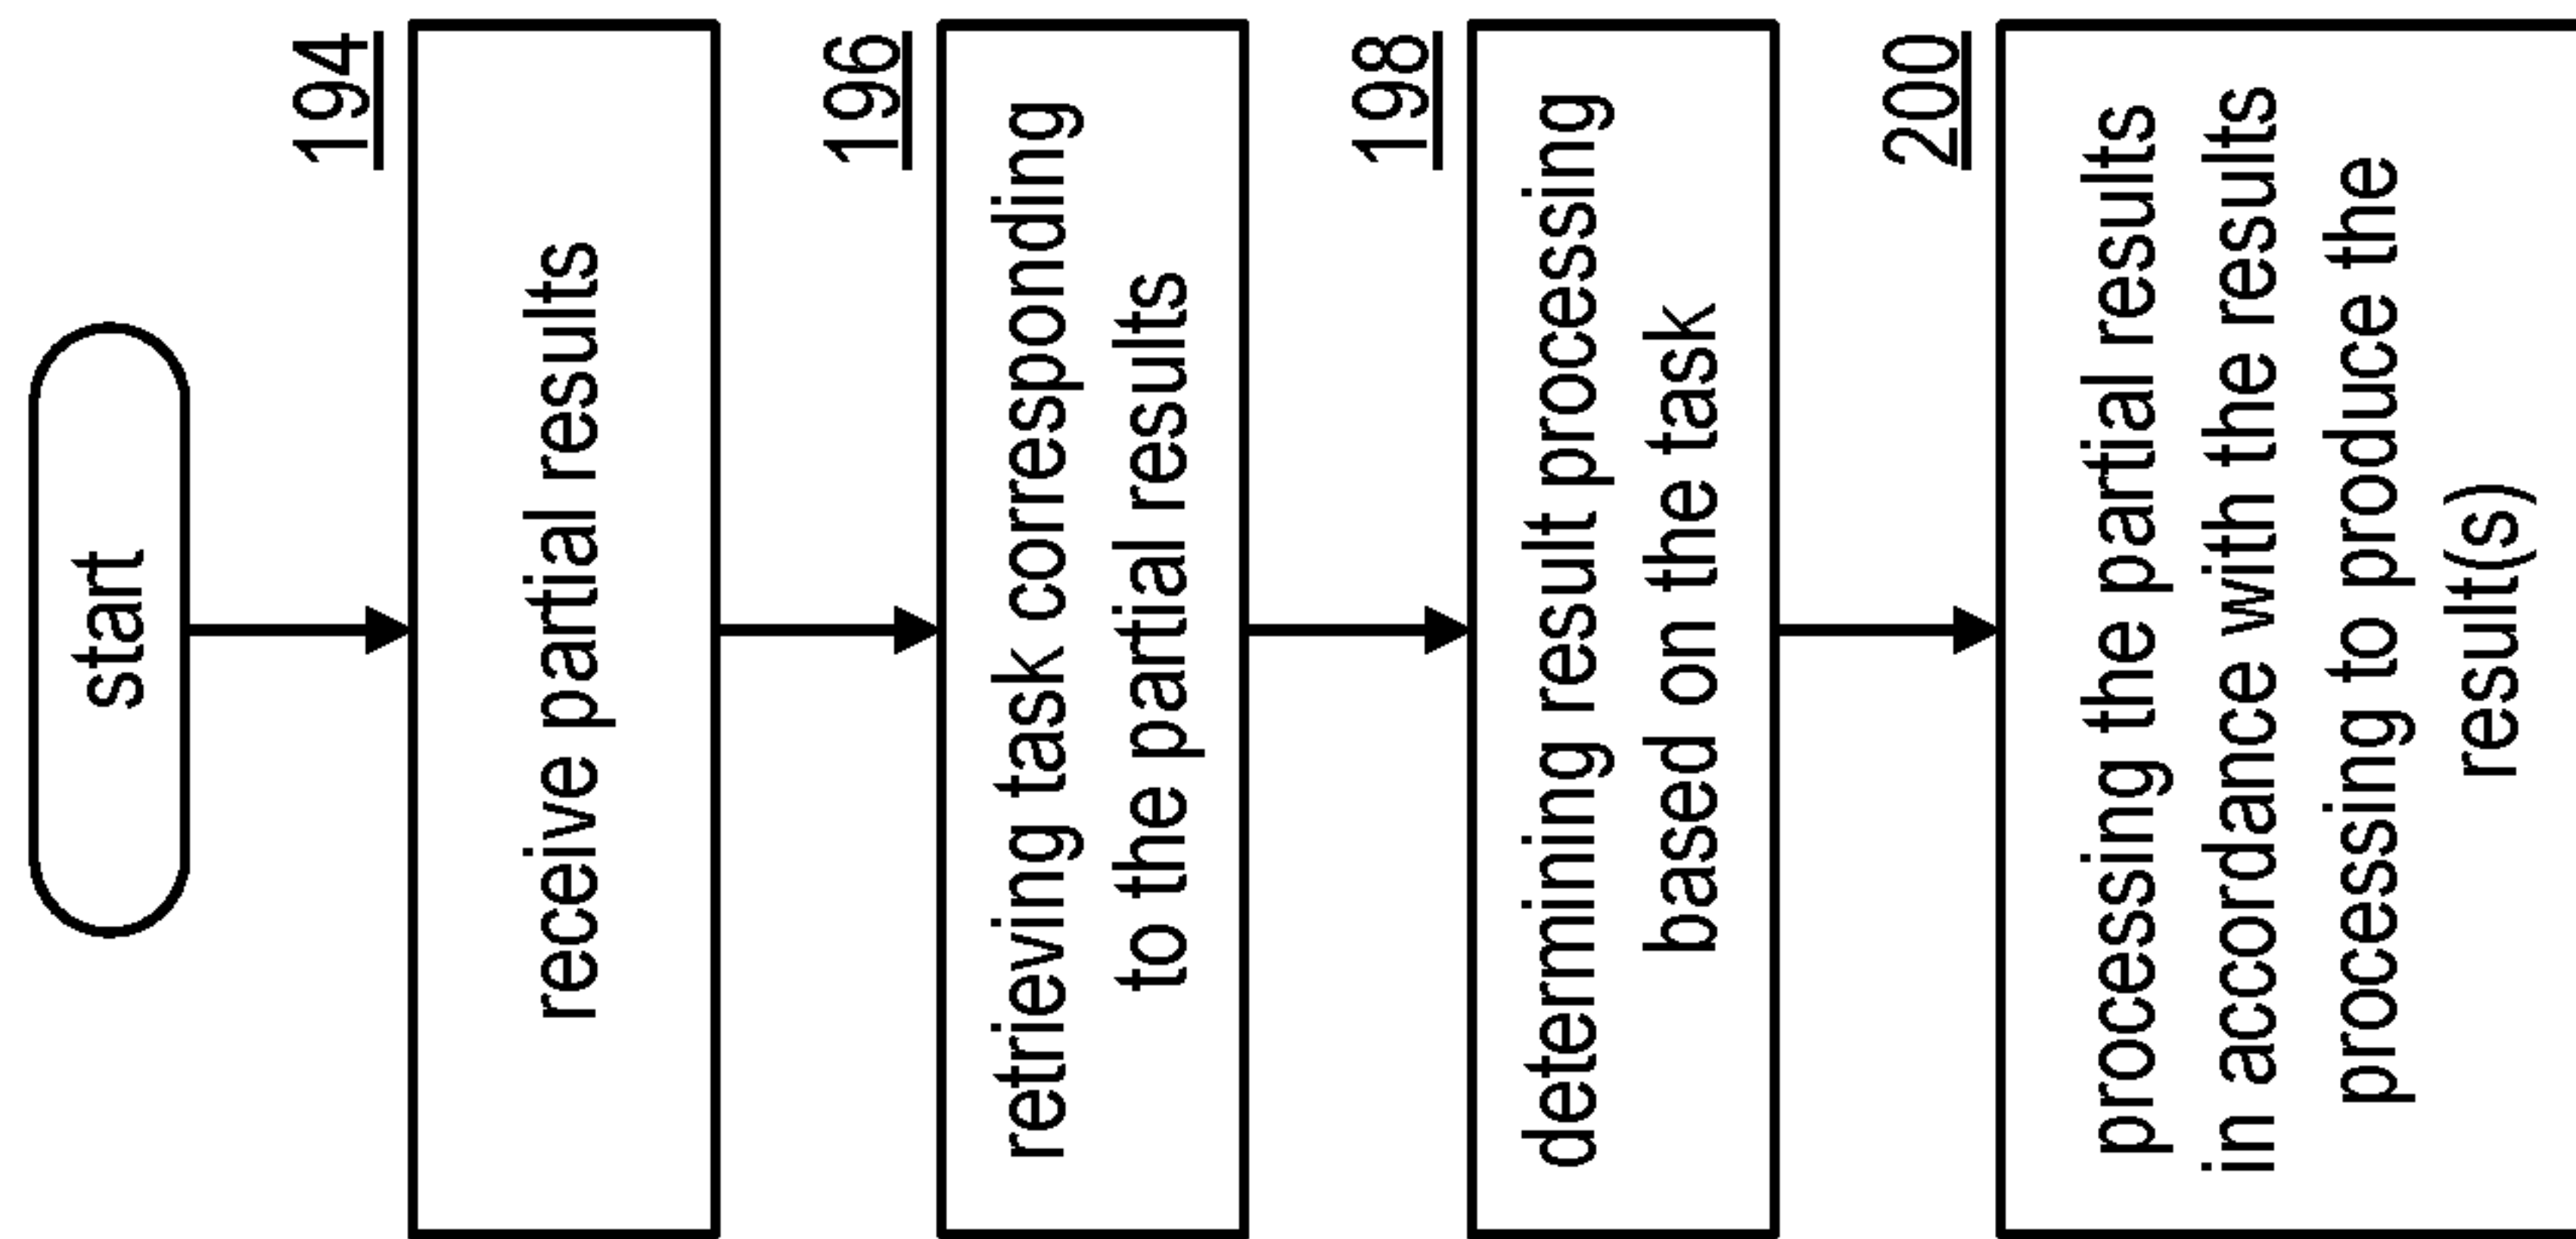 start
194
receive partial results
196
retrieving task corresponding
to the partial results
198
determining result processing
based on the task
200
processing the partial results
in accordance with the results
processing to produce the
result(s)